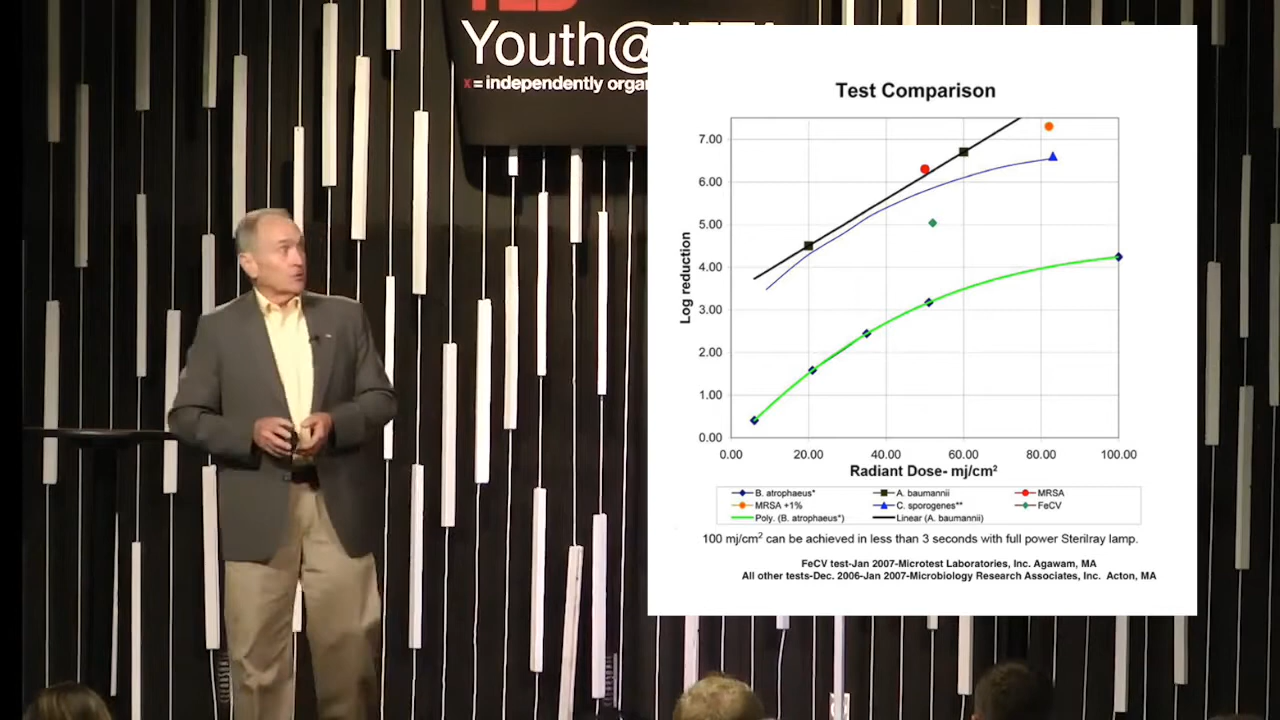 TED
Youth@
x = independently organ
Test Comparison
7.00
6.00
5.00
4.00
3.00
2.00
1.00
0.00
Log reduction
0.00 20.00 40.00 60.00 80.00 100.00
Radiant Dose- mj/cm²
B. atrophaeus* A. baumannii MRSA
MRSA +1% C. sporogenes** FeCV
Poly. (B. atrophaeus*) Linear (A. baumannii)
100 mj/cm² can be achieved in less than 3 seconds with full power Sterilray lamp.
FeCV test-Jan 2007-Microtest Laboratories, Inc. Agawam, MA
All other tests-Dec. 2006-Jan 2007-Microbiology Research Associates, Inc. Acton, MA